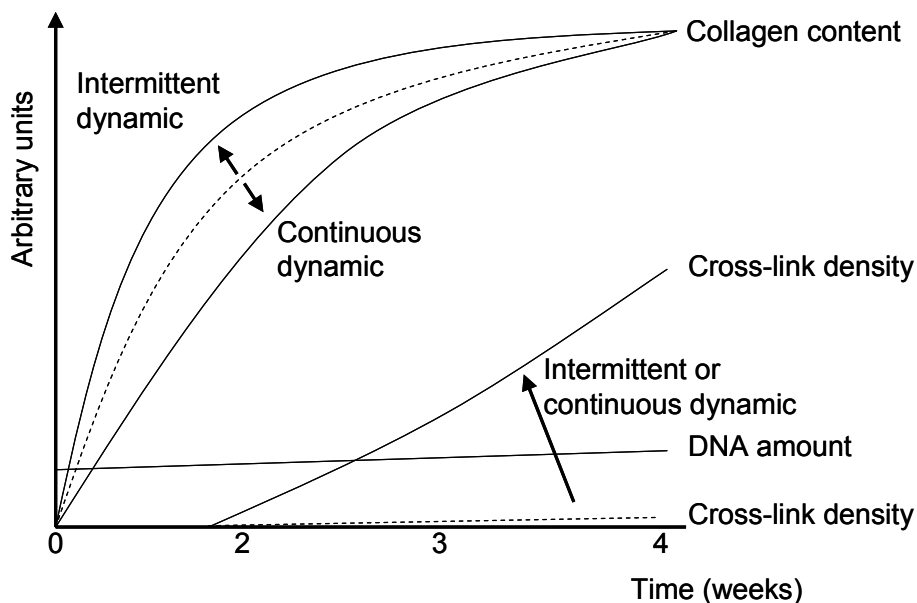 Collagen content
Intermittent
dynamic
Arbitrary units
Continuous
dynamic
Cross-link density
Intermittent or
continuous dynamic
DNA amount
Cross-link density
0 2 3 4
Time (weeks)